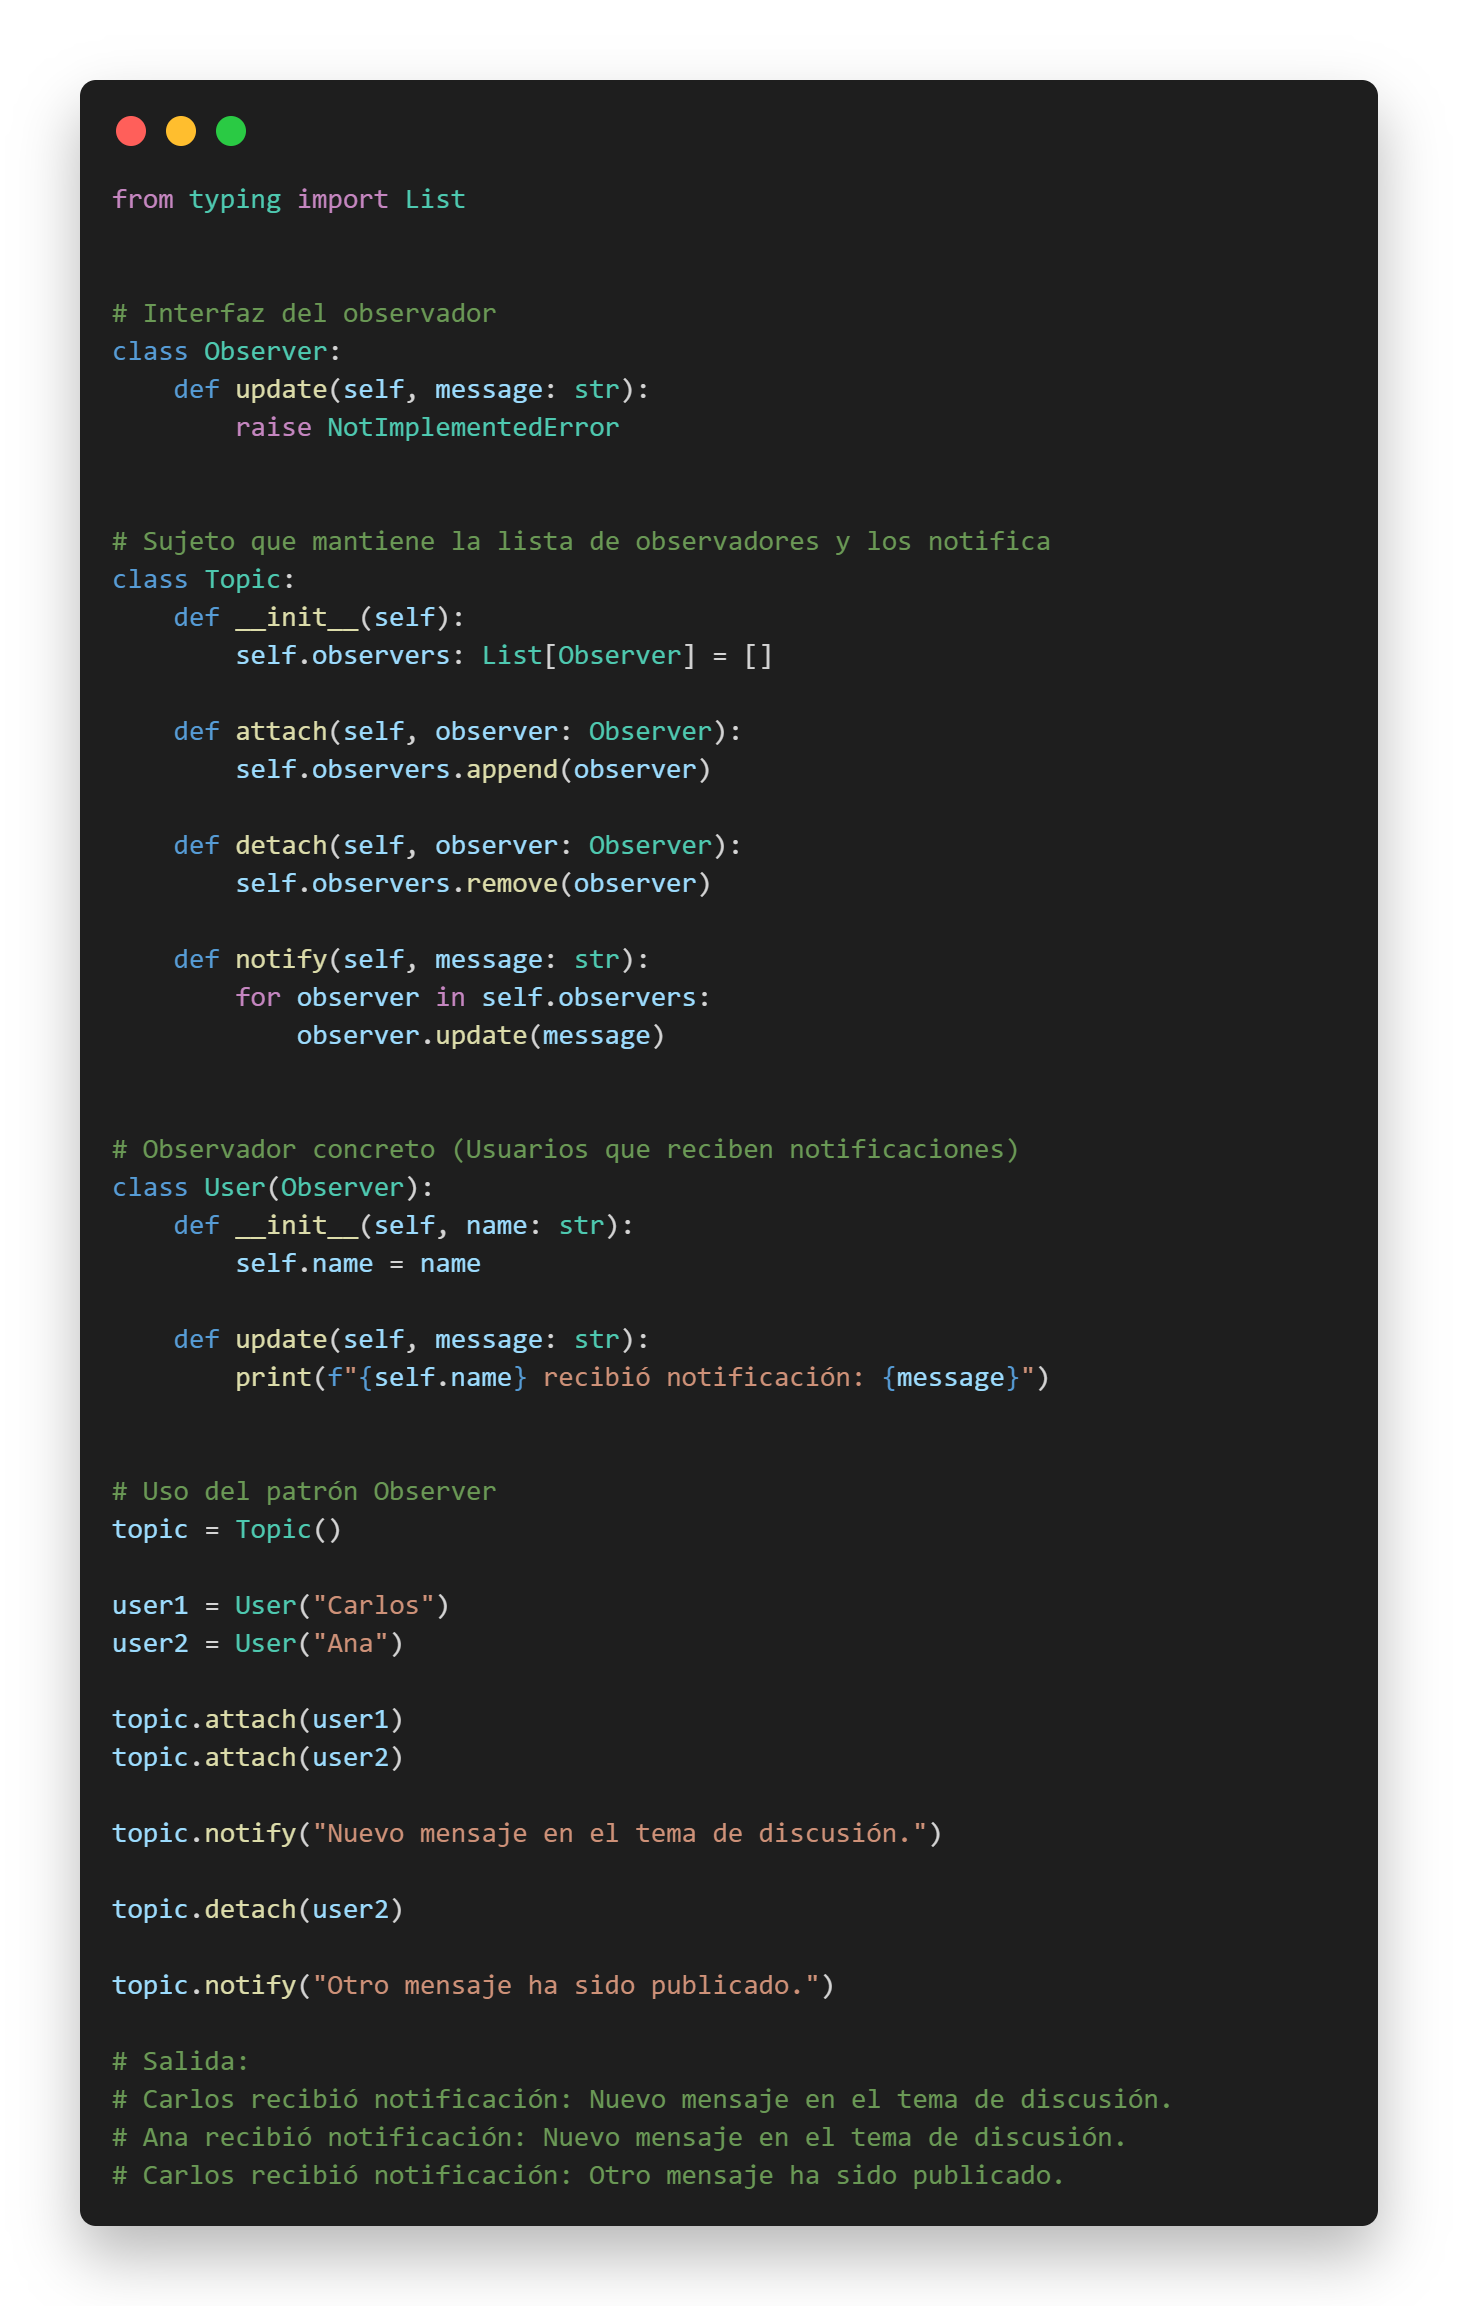 from typing import List
# Interfaz del observador
class Observer:
    def update(self, message: str):
        raise NotImplementedError
# Sujeto que mantiene la lista de observadores y los notifica
class Topic:
    def __init__(self):
        self.observers: List[Observer] = []
    def attach(self, observer: Observer):
        self.observers.append(observer)
    def detach(self, observer: Observer):
        self.observers.remove(observer)
    def notify(self, message: str):
        for observer in self.observers:
            observer.update(message)
# Observador concreto (Usuarios que reciben notificaciones)
class User(Observer):
    def __init__(self, name: str):
        self.name = name
    def update(self, message: str):
        print(f"{self.name} recibió notificación: {message}")
# Uso del patrón Observer
topic = Topic()
user1 = User("Carlos")
user2 = User("Ana")
topic.attach(user1)
topic.attach(user2)
topic.notify("Nuevo mensaje en el tema de discusión.")
topic.detach(user2)
topic.notify("Otro mensaje ha sido publicado.")
# Salida:
# Carlos recibió notificación: Nuevo mensaje en el tema de discusión.
# Ana recibió notificación: Nuevo mensaje en el tema de discusión.
# Carlos recibió notificación: Otro mensaje ha sido publicado.